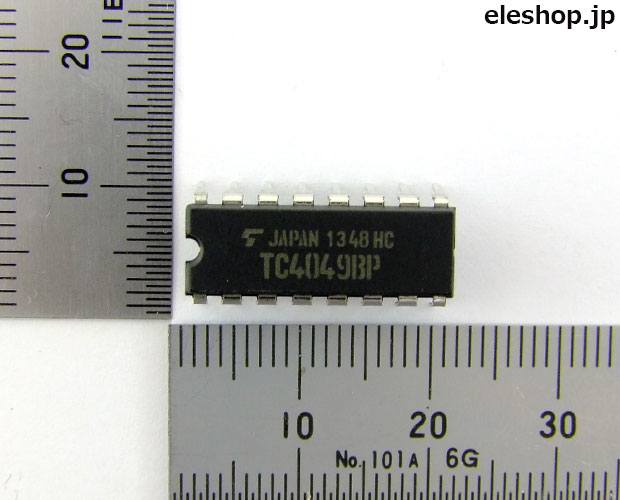 eleshop.jp
20
10
JAPAN 1348 HC
TC4049BP
10 20 30
No. 101A 6G